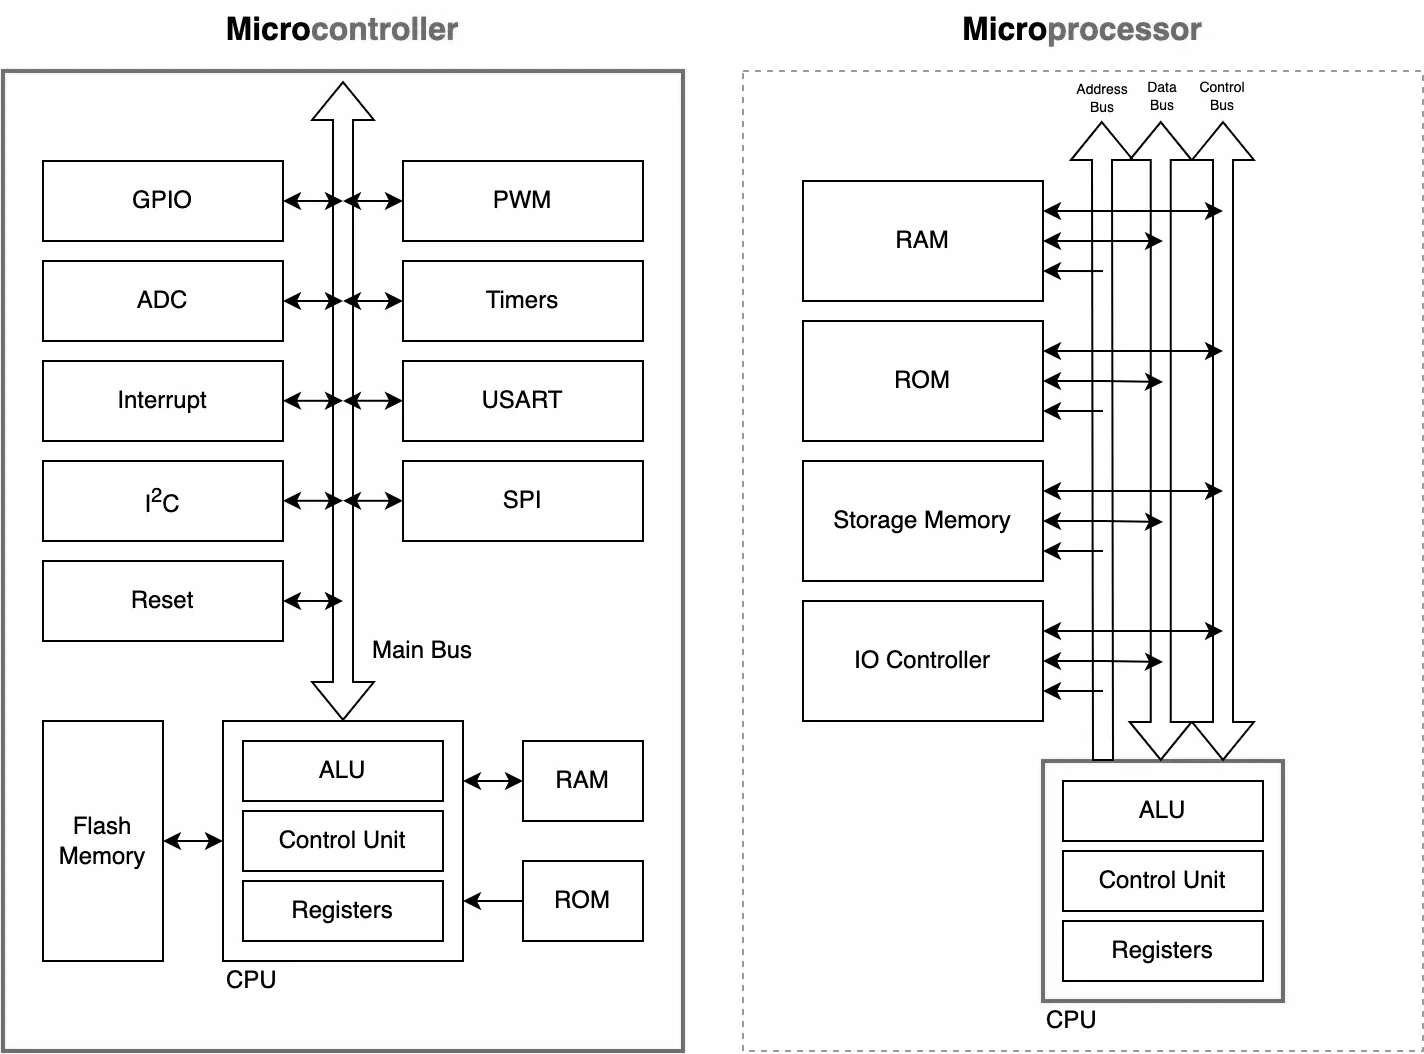 Microcontroller
GPIO
PWM
ADC
Timers
Interrupt
USART
I²C
SPI
Reset
Main Bus
Flash
Memory
ALU
Control Unit
Registers
RAM
ROM
CPU
Microprocessor
Address
Bus
Data
Bus
Control
Bus
RAM
ROM
Storage Memory
IO Controller
ALU
Control Unit
Registers
CPU